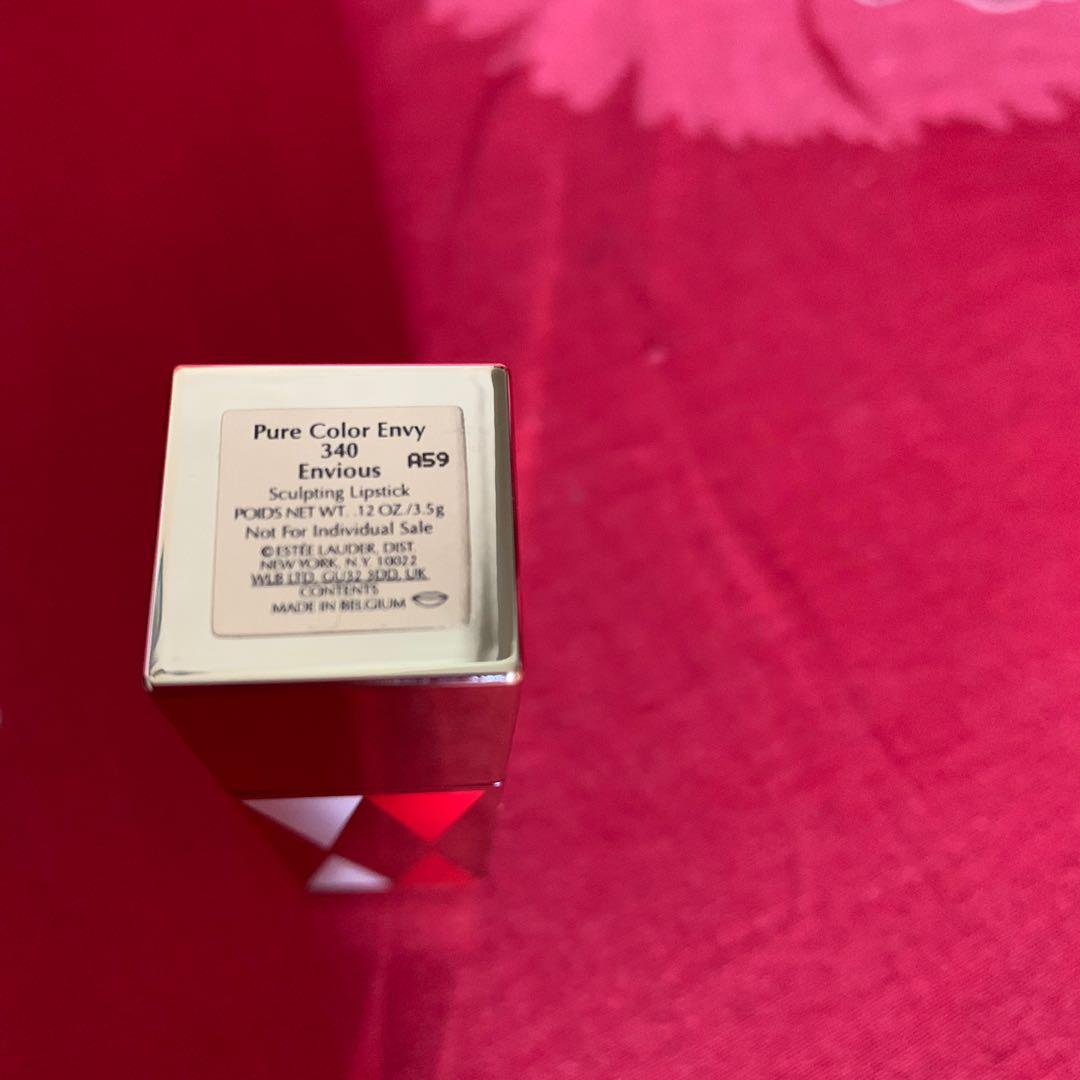 Pure Color Envy
340
Envious A59
Sculpting Lipstick
POIDS NET WT. .12 OZ./3.5g
Not For Individual Sale
©ESTÉE LAUDER, DIST.
NEW YORK, N.Y. 10022
WLB LTD, GU32 3DD, UK
CONTENTS
MADE IN BELGIUM